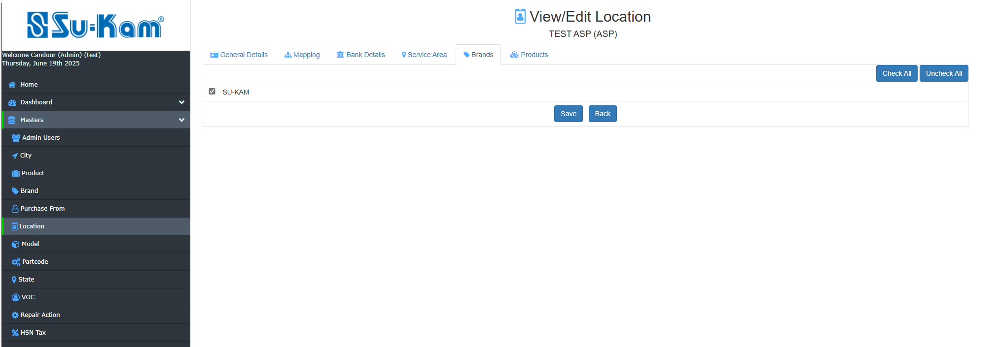 Su-Kam®
Welcome Candour (Admin) (test)
Thursday, June 19th 2025
Home
Dashboard
Masters
Admin Users
City
Product
Brand
Purchase From
Location
Model
Partcode
State
VOC
Repair Action
HSN Tax
View/Edit Location
TEST ASP (ASP)
General Details Mapping Bank Details Service Area Brands Products
Check All Uncheck All
SU-KAM
Save Back